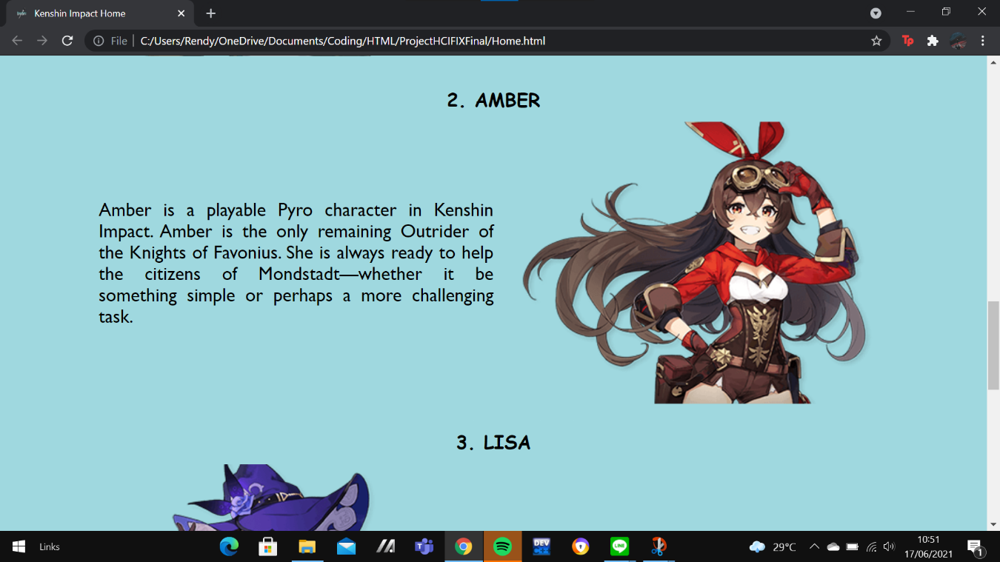 Kenshin Impact Home
File
C:/Users/Rendy/OneDrive/Documents/Coding/HTML/ProjectHCIFIXFinal/Home.html
Tp
2. AMBER
Amber is a playable Pyro character in Kenshin
Impact. Amber is the only remaining Outrider of
the Knights of Favonius. She is always ready to help
the citizens of Mondstadt—whether it be
something simple or perhaps a more challenging
task.
3. LISA
Links
DEV
LINE
29°C
10:51
17/06/2021
1